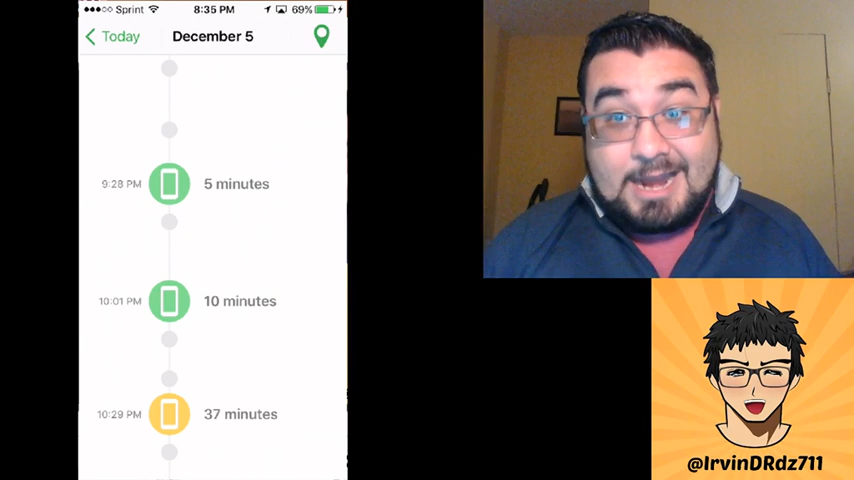 Sprint 8:35 PM 69%
Today December 5
9:28 PM 5 minutes
10:01 PM 10 minutes
10:29 PM 37 minutes
@IrvinDRdz711